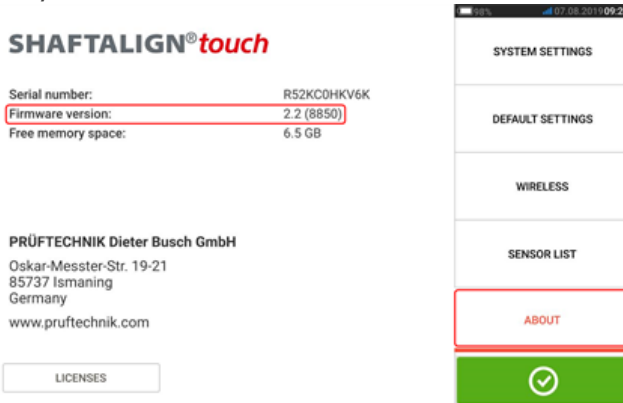 SHAFTALIGN®touch
Serial number: R52KC0HKV6K
Firmware version: 2.2 (8850)
Free memory space: 6.5 GB
PRÜFTECHNIK Dieter Busch GmbH
Oskar-Messter-Str. 19-21
85737 Ismaning
Germany
www.pruftechnik.com
LICENSES
98% 07.08.2019
SYSTEM SETTINGS
DEFAULT SETTINGS
WIRELESS
SENSOR LIST
ABOUT